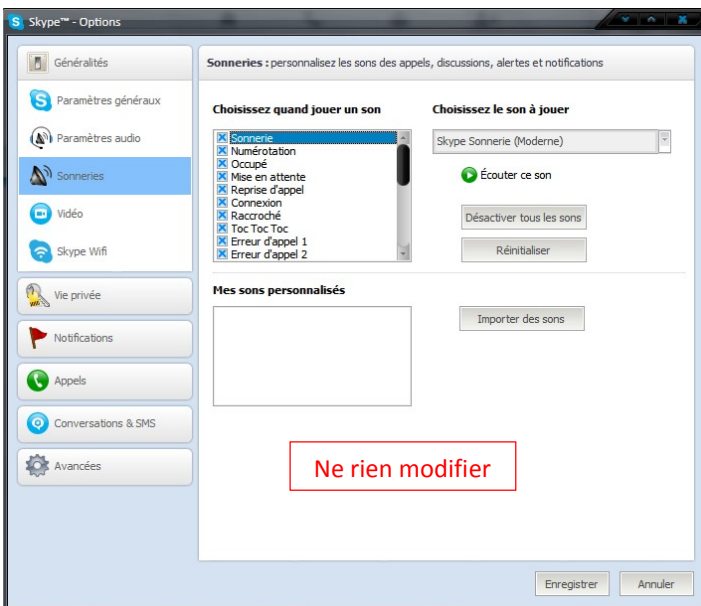 Skype™ - Options
Généralités
Paramètres généraux
Paramètres audio
Sonneries
Vidéo
Skype Wifi
Vie privée
Notifications
Appels
Conversations & SMS
Avancées
Sonneries : personnalisez les sons des appels, discussions, alertes et notifications
Choisissez quand jouer un son
Sonnerie
Numérotation
Occupé
Mise en attente
Reprise d'appel
Connexion
Raccroché
Toc Toc Toc
Erreur d'appel 1
Erreur d'appel 2
Choisissez le son à jouer
Skype Sonnerie (Moderne)
Écouter ce son
Désactiver tous les sons
Réinitialiser
Mes sons personnalisés
Importer des sons
Ne rien modifier
Enregistrer
Annuler